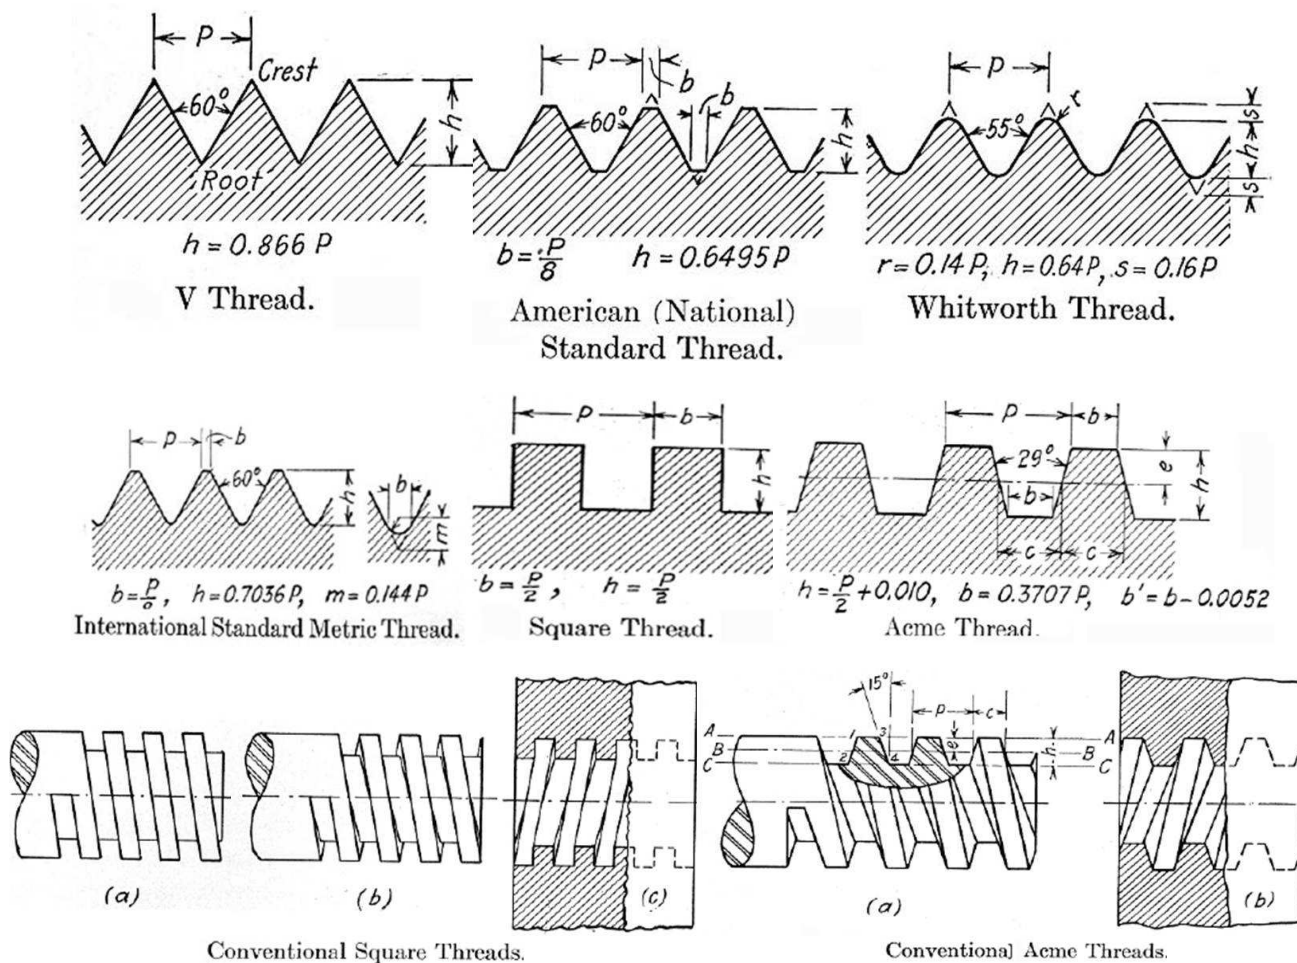 P
Crest
60°
h
Root
h = 0.866 P
V Thread.
P
b
b
60°
h
b = P/8 h = 0.6495 P
American (National)
Standard Thread.
P
r
55°
s
h
s
r = 0.14 P, h = 0.64 P, s = 0.16 P
Whitworth Thread.
P
b
60°
h
b
m
h = 0.7036 P, m = 0.144 P
International Standard Metric Thread.
P
b
h
b = P/2, h = P/2
Square Thread.
P
b
29°
e
h
b
c
c
h = P/2 + 0.010, b = 0.3707 P, b' = b - 0.0052
Acme Thread.
(a)
(b)
(c)
Conventional Square Threads.
15°
P
c
A
1
3
e
h
A
B
B
C
2
4
C
(a)
(b)
Conventional Acme Threads.